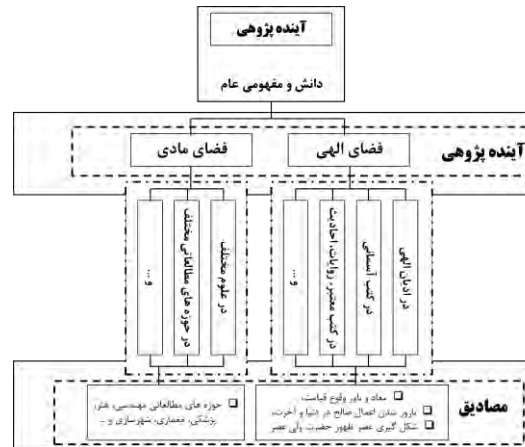 آینده پژوهی
دانش و مفهومی عام
آینده پژوهی
فضای الهی
فضای مادی
در ادیان الهی
در کتب آسمانی
در کتب معتبر، روایات، احادیث
و ...
در علوم مختلف
در حوزه های مطالعاتی مختلف
و ...
مصادیق
معاد و باور وقوع قیامت،
بارور شدن اعمال صالح در دنیا و آخرت،
شکل گیری عصر ظهور حضرت ولی عصر
حوزه های مطالعاتی مهندسی، هنر،
پزشکی، معماری، شهرسازی و ...